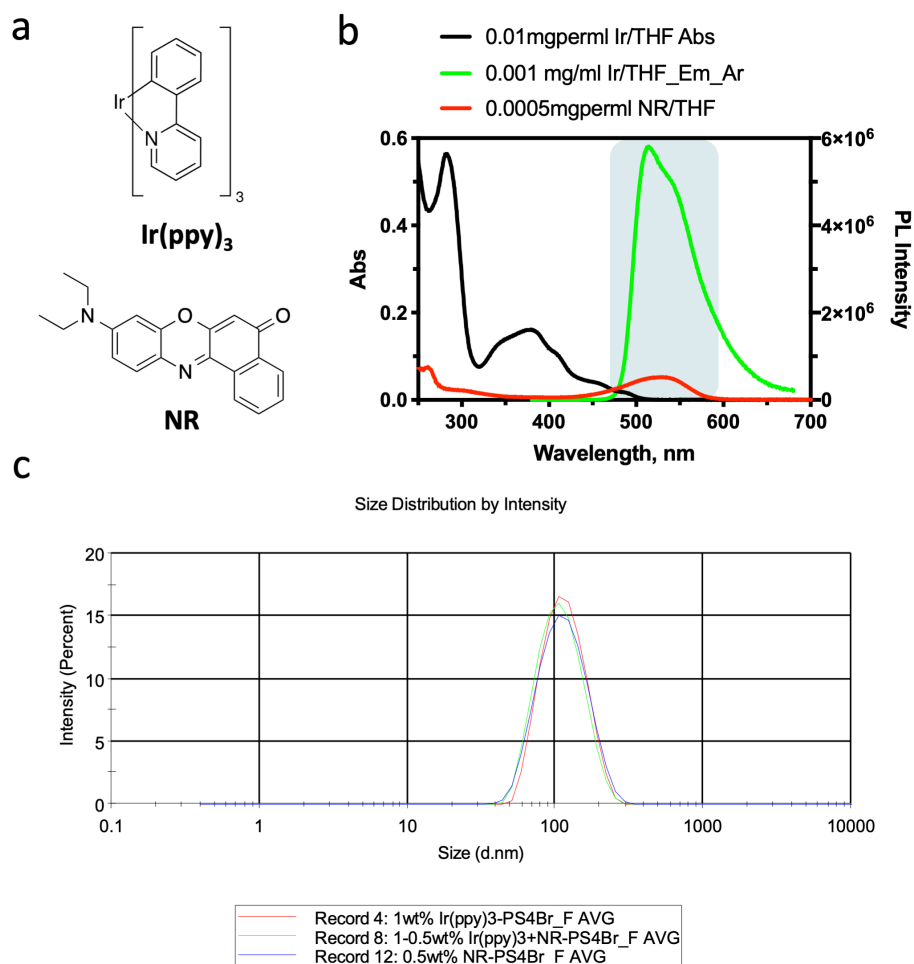 a
Ir
N
3
Ir(ppy)₃
N
O
O
N
NR
b
0.01mgperml Ir/THF Abs
0.001 mg/ml Ir/THF_Em_Ar
0.0005mgperml NR/THF
0.6
0.4
0.2
0.0
Abs
6×10⁶
4×10⁶
2×10⁶
0
PL Intensity
300 400 500 600 700
Wavelength, nm
c
Size Distribution by Intensity
20
15
10
5
0
Intensity (Percent)
0.1 1 10 100 1000 10000
Size (d.nm)
Record 4: 1wt% Ir(ppy)3-PS4Br_F AVG
Record 8: 1-0.5wt% Ir(ppy)3+NR-PS4Br_F AVG
Record 12: 0.5wt% NR-PS4Br_F AVG